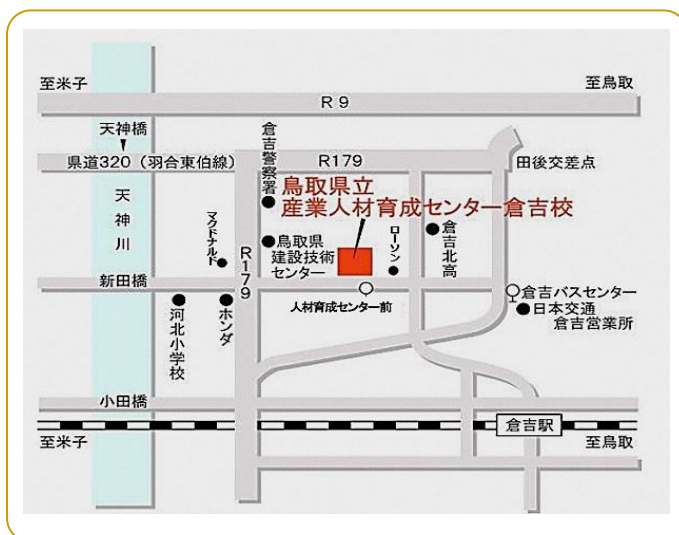 至米子
至鳥取
R 9
天神橋
県道320（羽合東伯線）
R179
田後交差点
倉吉警察署
鳥取県立
産業人材育成センター倉吉校
天神川
マクドナルド
R179
鳥取県
建設技術
センター
ローソン
倉吉北高
新田橋
人材育成センター前
倉吉バスセンター
日本交通
倉吉営業所
河北小学校
ホンダ
小田橋
倉吉駅
至米子
至鳥取